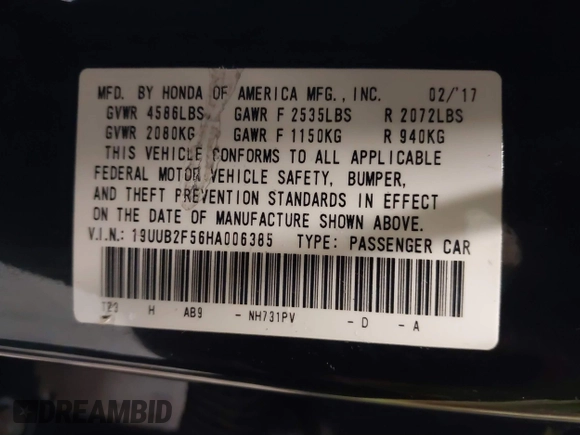 MFD. BY HONDA OF AMERICA MFG., INC. 02/'17
GVWR 4586LBS GAWR F 2535LBS R 2072LBS
GVWR 2080KG GAWR F 1150KG R 940KG
THIS VEHICLE CONFORMS TO ALL APPLICABLE
FEDERAL MOTOR VEHICLE SAFETY, BUMPER,
AND THEFT PREVENTION STANDARDS IN EFFECT
ON THE DATE OF MANUFACTURE SHOWN ABOVE.
V.I.N.: 19UUB2F56HA006385 TYPE: PASSENGER CAR
T23 H AB9 - NH731PV - D - A
DREAMBID